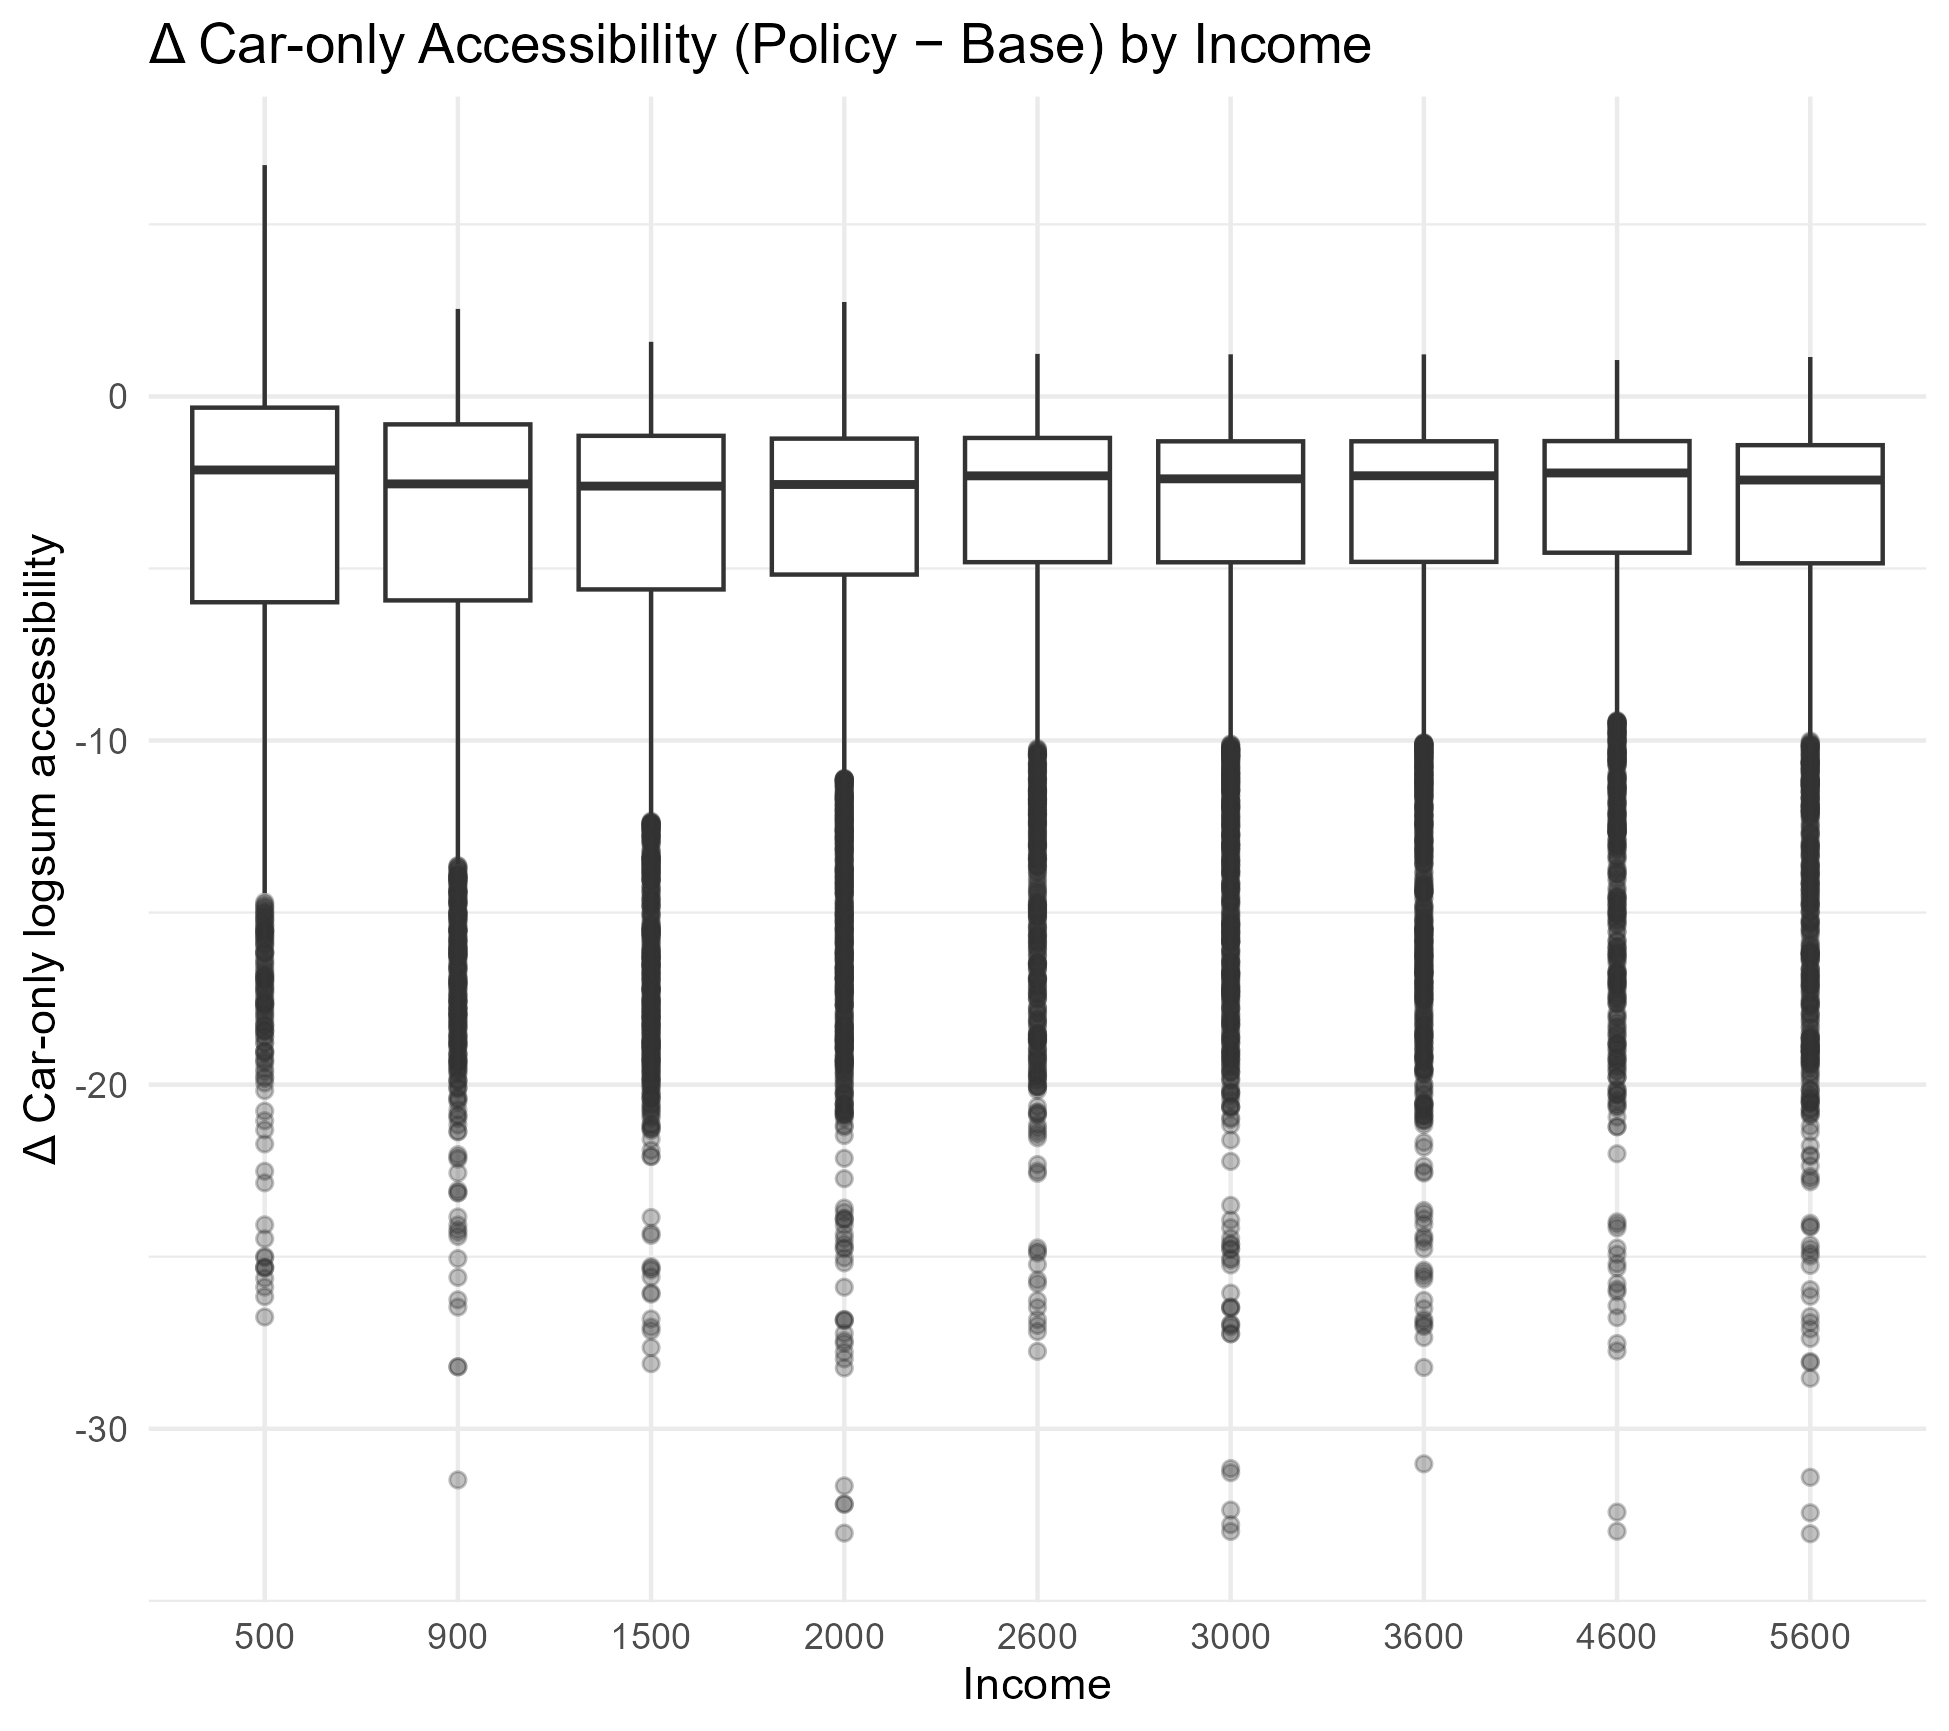 Δ Car-only Accessibility (Policy − Base) by Income
Δ Car-only logsum accessibility
0
-10
-20
-30
500 900 1500 2000 2600 3000 3600 4600 5600
Income